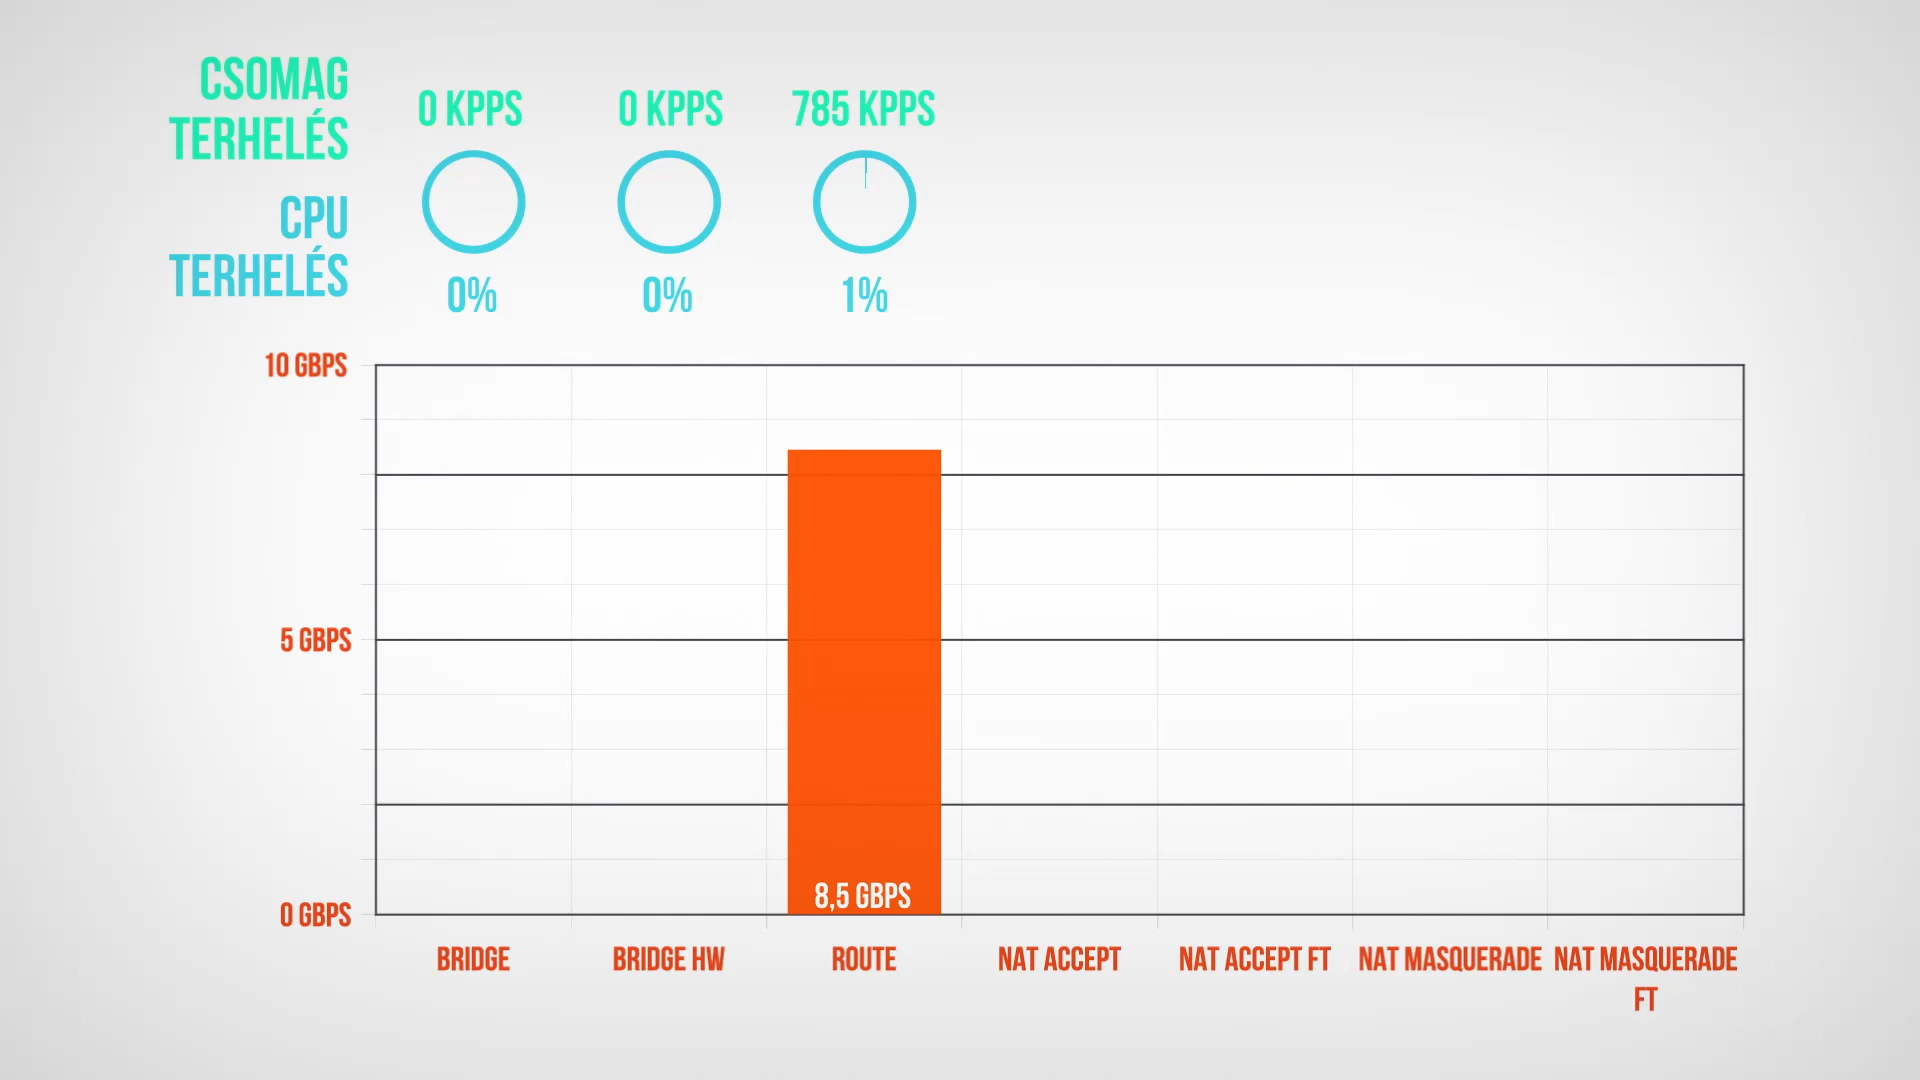 CSOMAG
TERHELÉS
0 KPPS
0 KPPS
785 KPPS
CPU
TERHELÉS
0%
0%
1%
10 GBPS
5 GBPS
0 GBPS
8,5 GBPS
BRIDGE
BRIDGE HW
ROUTE
NAT ACCEPT
NAT ACCEPT FT
NAT MASQUERADE
NAT MASQUERADE
FT